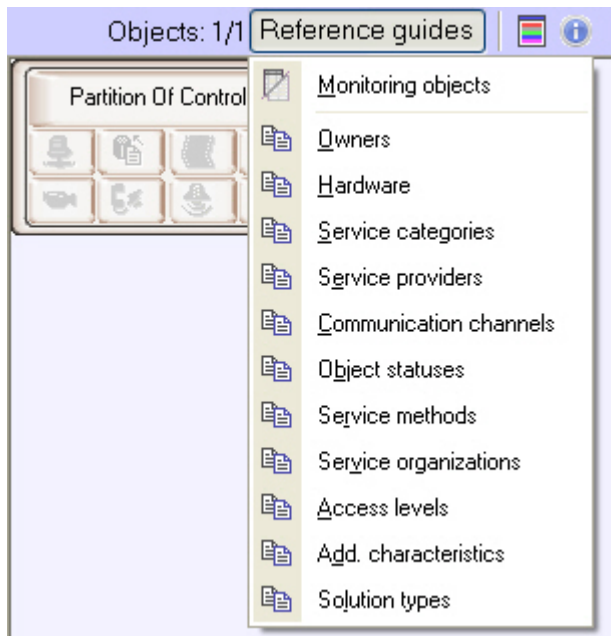 Objects: 1/1 Reference guides
Partition Of Control
Monitoring objects
Owners
Hardware
Service categories
Service providers
Communication channels
Object statuses
Service methods
Service organizations
Access levels
Add. characteristics
Solution types